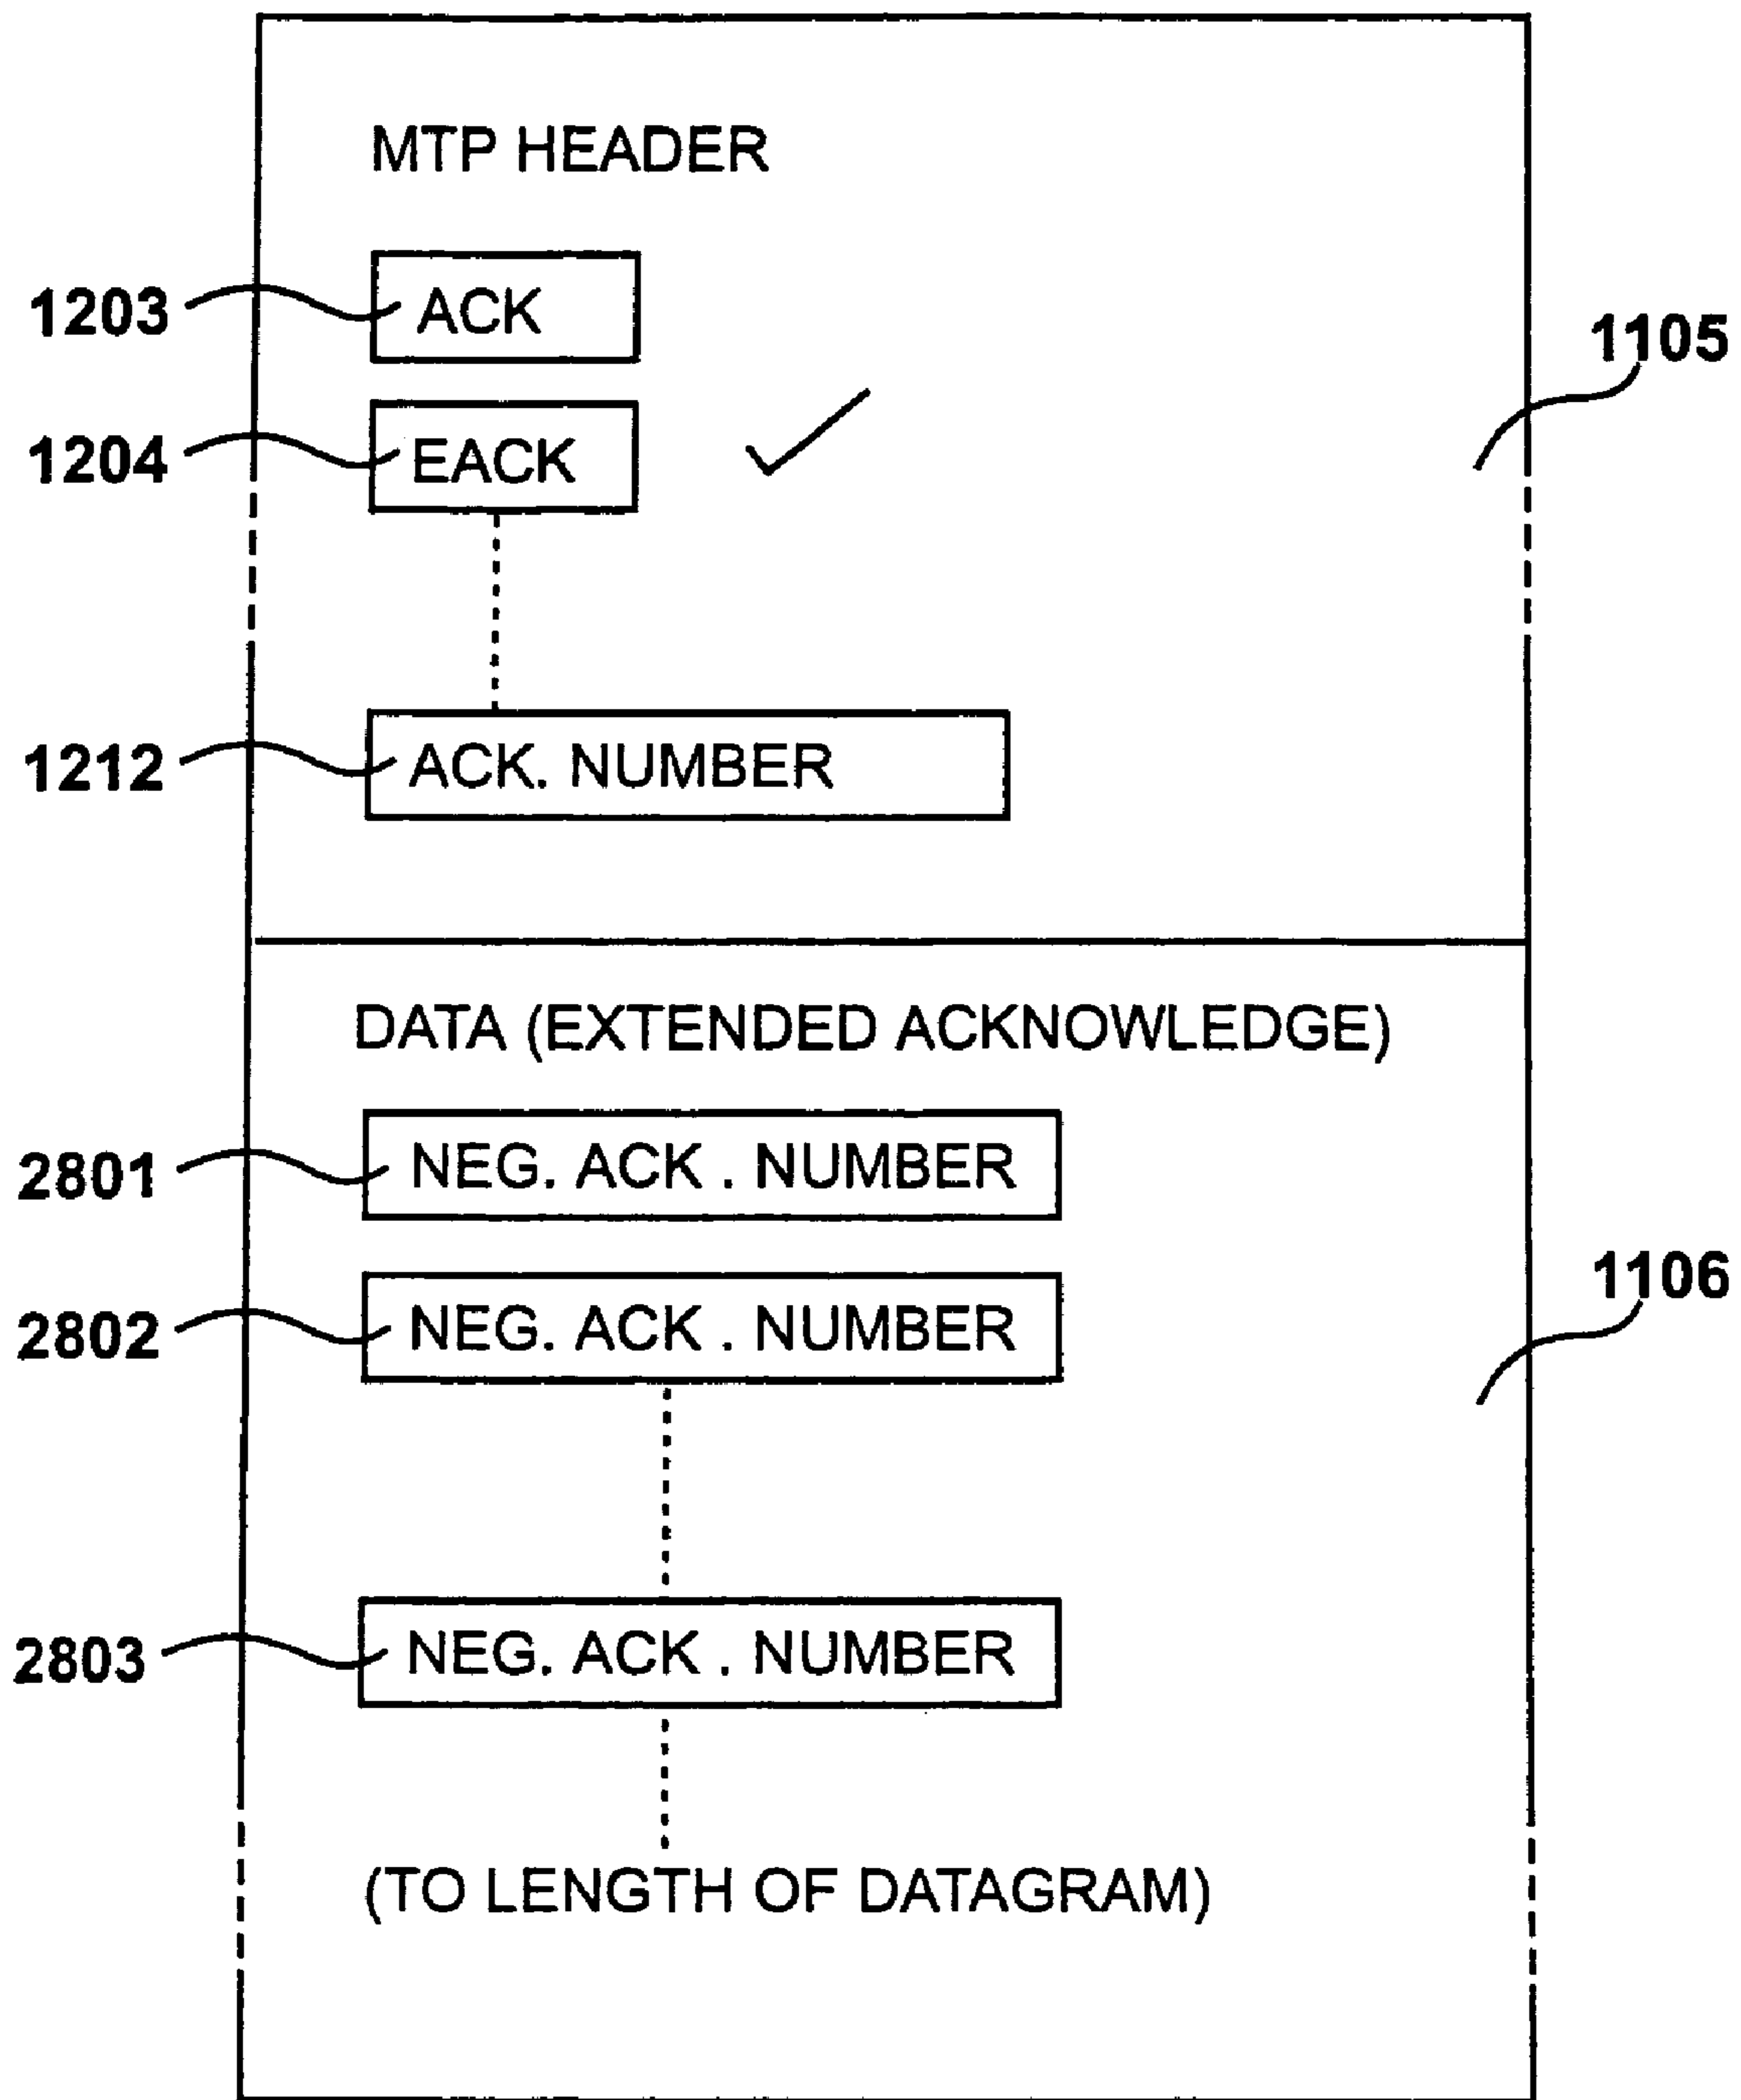 MTP HEADER
1203 ACK
1105
1204 EACK
1212 ACK. NUMBER
DATA (EXTENDED ACKNOWLEDGE)
2801 NEG. ACK . NUMBER
1106
2802 NEG. ACK . NUMBER
2803 NEG. ACK . NUMBER
(TO LENGTH OF DATAGRAM)